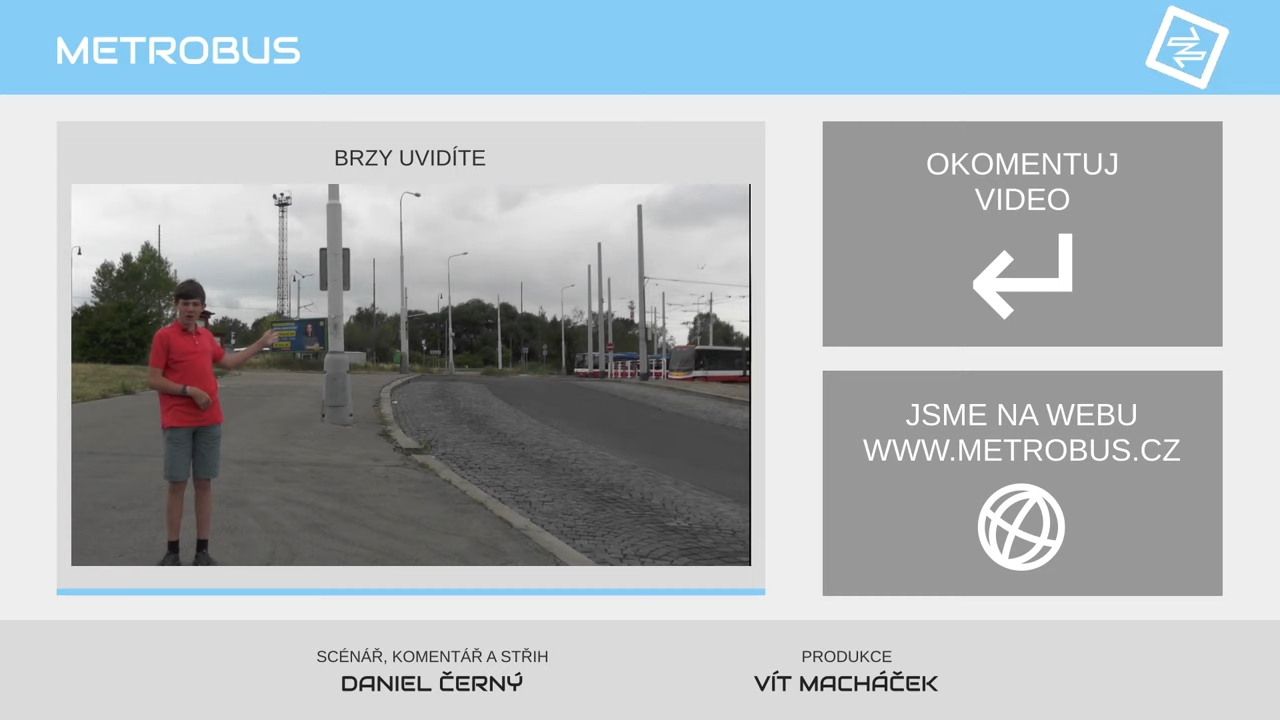 METROBUS
BRZY UVIDÍTE
OKOMENTUJ
VIDEO
JSME NA WEBU
WWW.METROBUS.CZ
SCÉNÁŘ, KOMENTÁŘ A STŘIH
DANIEL ČERNÝ
PRODUKCE
VÍT MACHÁČEK